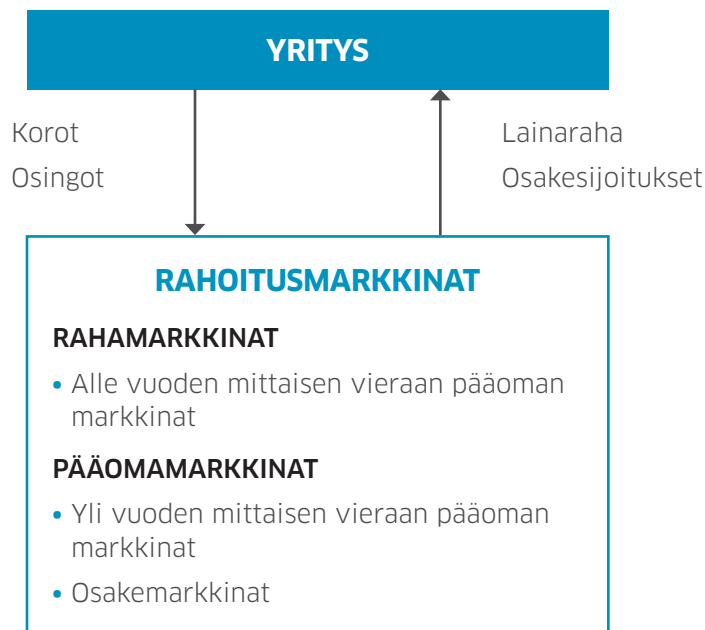 YRITYS
Korot
Osingot
Lainaraha
Osakesijoitukset
RAHOITUSMARKKINAT
RAHAMARKKINAT
• Alle vuoden mittaisen vieraan pääoman
markkinat
PÄÄOMAMARKKINAT
• Yli vuoden mittaisen vieraan pääoman
markkinat
• Osakemarkkinat